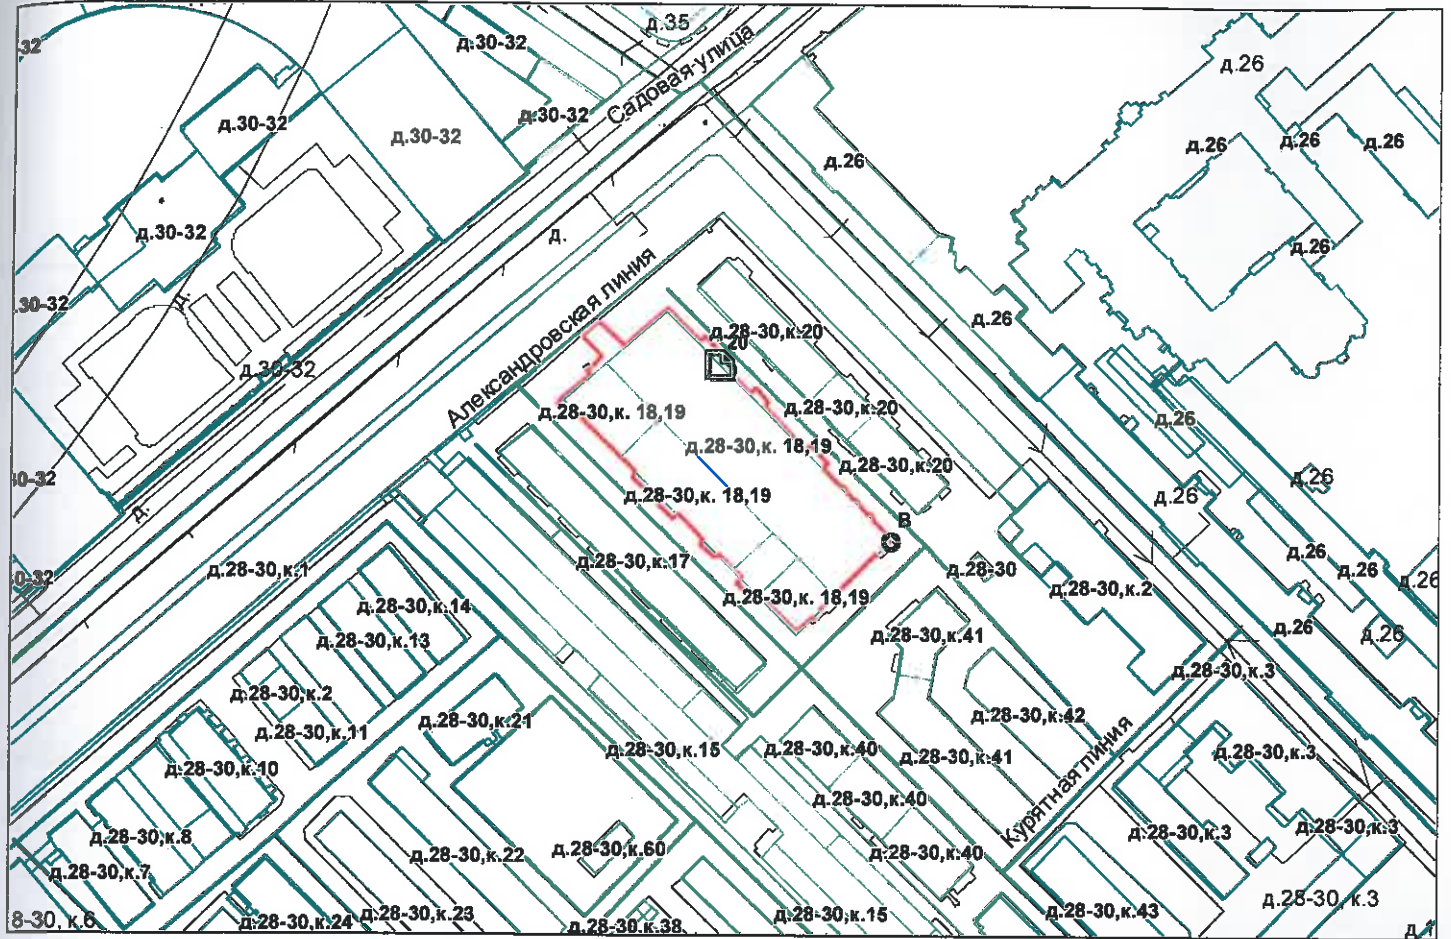 д.35
д.30-32
Садовая улица
32
д.26
д.30-32
д.30-32
д.30-32
д.26
д.26
д.26
д.26
д.30-32
д.
д.26
Александровская линия
д.
.30-32
д.26
д.28-30,к.20
20
д.30-32
д.28-30,к. 18,19
д.28-30,к.20
д.26
д.28-30,к. 18,19
д.28-30,к.20
д.28-30,к. 18,19
д.26
д.26
30-32
д.
В
д.28-30,к.1
д.28-30,к.17
д.28-30
д.28-30,к.2
д.26
д.26
д.26
0-32
д.28-30,к. 18,19
д.28-30,к.14
д.28-30,к.13
д.28-30,к.41
д.26
д.26
д.28-30,к.3
д.28-30,к.2
д.28-30,к.11
д.28-30,к.21
д.28-30,к.42
д.28-30,к.15
д.28-30,к.40
д.28-30,к.41
д.28-30,к.3
Курятная линия
д.28-30,к.10
д.28-30,к.40
д.28-30,к.8
д.28-30,к.3
д.28-30,к.3
д.28-30,к.22
д.28-30,к.60
д.28-30,к.40
д.28-30,к.7
д.28-30, к.3
8-30, к.6
д.28-30,к.24
д.28-30,к.23
д.28-30,к.38
д.28-30,к.15
д.28-30,к.43